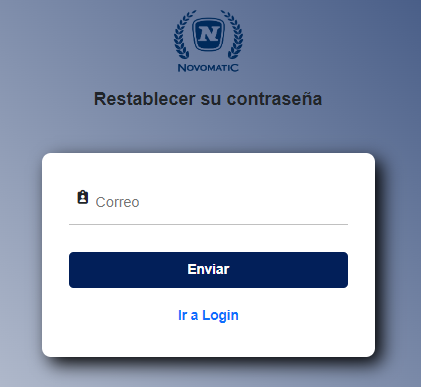 N
NOVOMATIC
Restablecer su contraseña
Correo
Enviar
Ir a Login